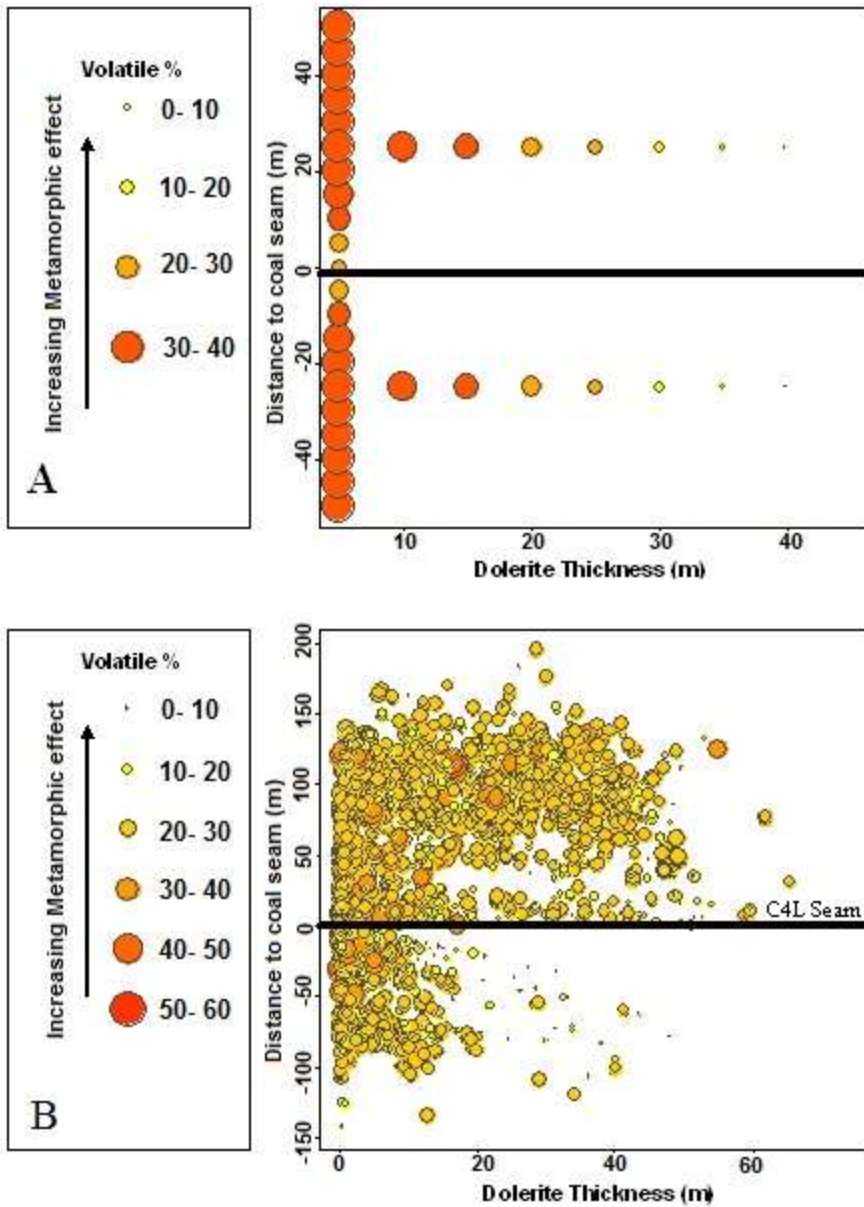 Volatile %
Increasing Metamorphic effect
0- 10
10- 20
20- 30
30- 40
A
Distance to coal seam (m)
40
20
0
-20
-40
10 20 30 40
Dolerite Thickness (m)
Volatile %
Increasing Metamorphic effect
0- 10
10- 20
20- 30
30- 40
40- 50
50- 60
B
Distance to coal seam (m)
200
150
100
50
0
-50
-100
-150
C4L Seam
0 20 40 60
Dolerite Thickness (m)